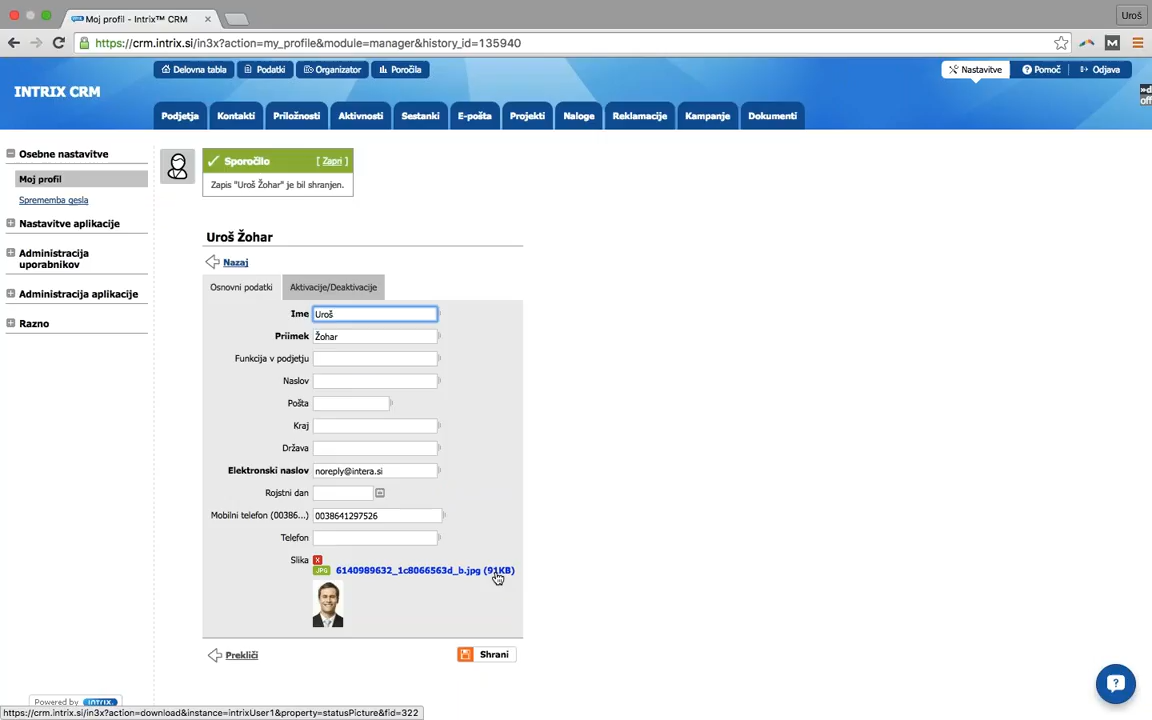 Moj profil - Intrix™ CRM
Uroš
https://crm.intrix.si/in3x?action=my_profile&module=manager&history_id=135940
Delovna tabla
Podatki
Organizator
Poročila
Nastavitve
Pomoč
Odjava
INTRIX CRM
Podjetja
Kontakti
Priložnosti
Aktivnosti
Sestanki
E-pošta
Projekti
Naloge
Reklamacije
Kampanje
Dokumenti
Osebne nastavitve
Moj profil
Sprememba gesla
Nastavitve aplikacije
Administracija
uporabnikov
Administracija aplikacije
Razno
Sporočilo
[ Zapri ]
Zapis "Uroš Žohar" je bil shranjen.
Uroš Žohar
Nazaj
Osnovni podatki
Aktivacije/Deaktivacije
Ime Uroš
Priimek Žohar
Funkcija v podjetju
Naslov
Pošta
Kraj
Država
Elektronski naslov noreply@intera.si
Rojstni dan
Mobilni telefon (00386...) 0038641297526
Telefon
Slika X
JPG 6140989632_1c8066563d_b.jpg (91KB)
Prekliči
Shrani
Powered by intrix
https://crm.intrix.si/in3x?action=download&instance=intrixUser1&property=statusPicture&fid=322